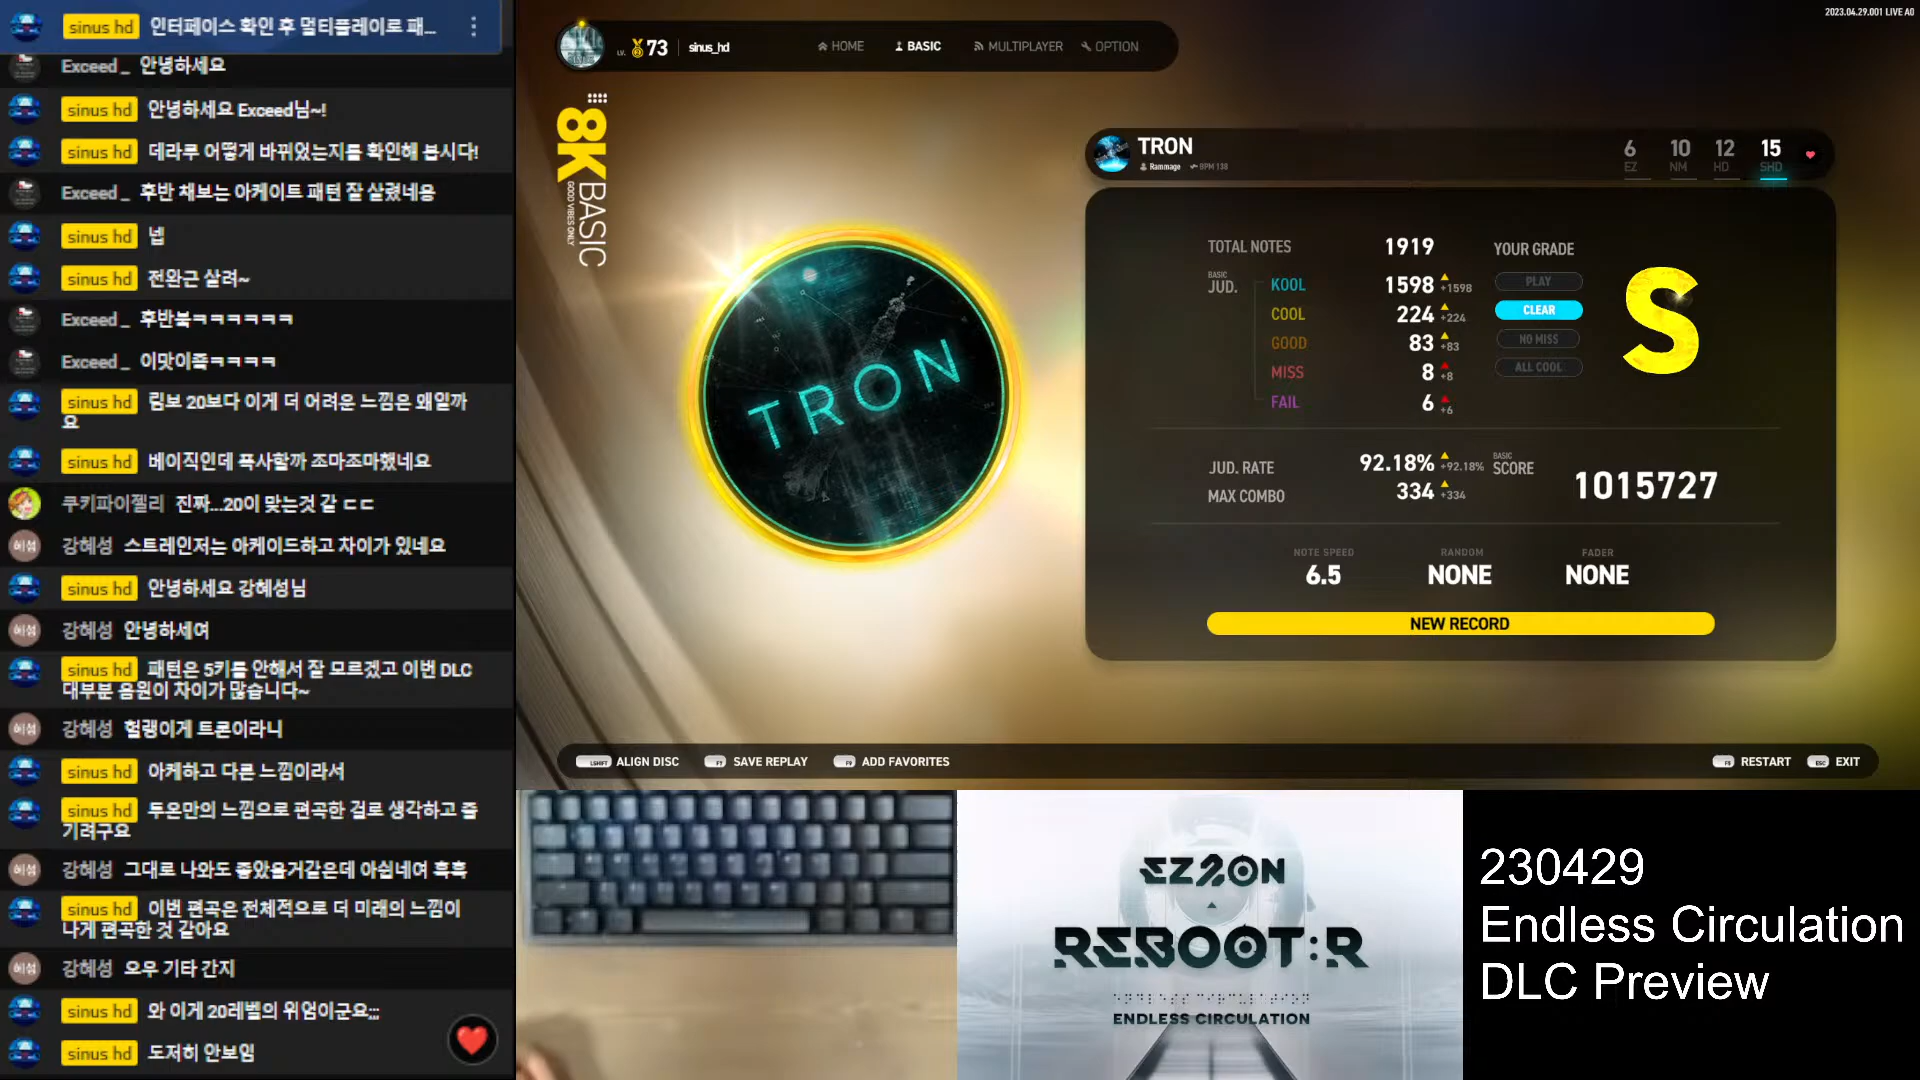 sinus hd 인터페이스 확인 후 멀티플레이로 패...
Exceed_ 안녕하세요
sinus hd 안녕하세요 Exceed님~!
sinus hd 데라루 어떻게 바뀌었는지를 확인해 봅시다!
Exceed_ 후반 채보는 아케이트 패턴 잘 살렸네용
sinus hd 넵
sinus hd 전완근 살려~
Exceed_ 후반붘ㅋㅋㅋㅋㅋㅋ
Exceed_ 이맛이쥨ㅋㅋㅋㅋ
sinus hd 림보 20보다 이게 더 어려운 느낌은 왜일까
요
sinus hd 베이직인데 폭사할까 조마조마했네요
쿠키파이젤리 진짜...20이 맞는것 같 ㄷㄷ
강혜성 스트레인저는 아케이드하고 차이가 있네요
sinus hd 안녕하세요 강혜성님
강혜성 안녕하세여
sinus hd 패턴은 5키를 안해서 잘 모르겠고 이번 DLC
대부분 음원이 차이가 많습니다~
강혜성 헐랭이게 트론이라니
sinus hd 아케하고 다른 느낌이라서
sinus hd 투온만의 느낌으로 편곡한 걸로 생각하고 즐
기려구요
강혜성 그대로 나와도 좋았을거같은데 아쉽네여 흑흑
sinus hd 이번 편곡은 전체적으로 더 미래의 느낌이
나게 편곡한 것 같아요
강혜성 오우 기타 간지
sinus hd 와 이게 20레벨의 위엄이군요;;;
sinus hd 도저히 안보임
2023.04.29.001 LIVE A0
LV. 73 sinus_hd HOME BASIC MULTIPLAYER OPTION
8K BASIC
GOOD VIBES ONLY
TRON
TRON
Rammage BPM 138
6 10 12 15
EZ NM HD SHD
TOTAL NOTES 1919
BASIC
JUD.
KOOL 1598 +1598
COOL 224 +224
GOOD 83 +83
MISS 8 +8
FAIL 6 +6
YOUR GRADE
PLAY
CLEAR
NO MISS
ALL COOL
S
JUD. RATE 92.18% +92.18%
MAX COMBO 334 +334
BASIC
SCORE 1015727
NOTE SPEED RANDOM FADER
6.5 NONE NONE
NEW RECORD
LSHIFT ALIGN DISC F7 SAVE REPLAY F9 ADD FAVORITES
F5 RESTART ESC EXIT
EZ2ON
REBOOT:R
ENDLESS CIRCULATION
230429
Endless Circulation
DLC Preview